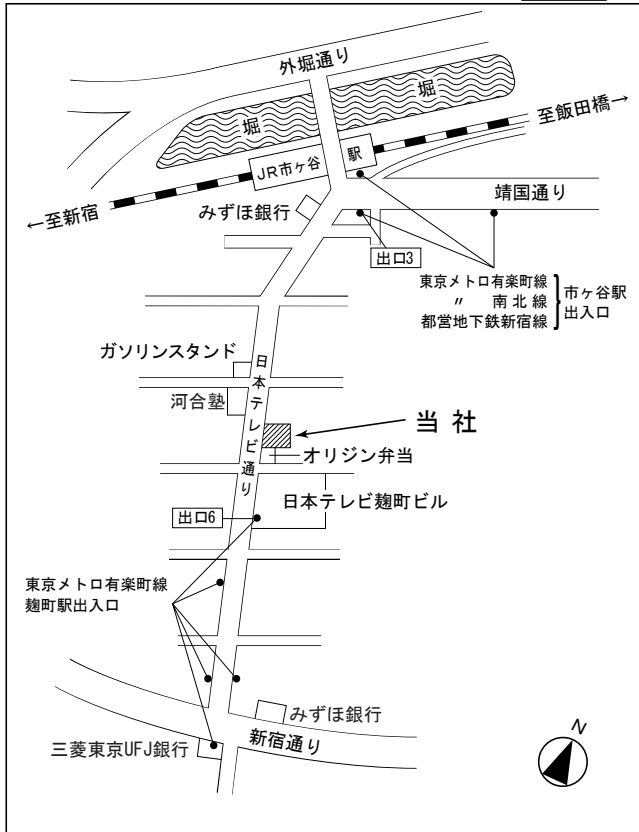 外堀通り
堀
堀
至飯田橋→
JR市ヶ谷
駅
靖国通り
←至新宿
みずほ銀行
出口3
東京メトロ有楽町線
〃 南北線
都営地下鉄新宿線
市ヶ谷駅
出入口
ガソリンスタンド
日本テレビ通り
河合塾
当社
オリジン弁当
日本テレビ麹町ビル
出口6
東京メトロ有楽町線
麹町駅出入口
みずほ銀行
新宿通り
三菱東京UFJ銀行
N